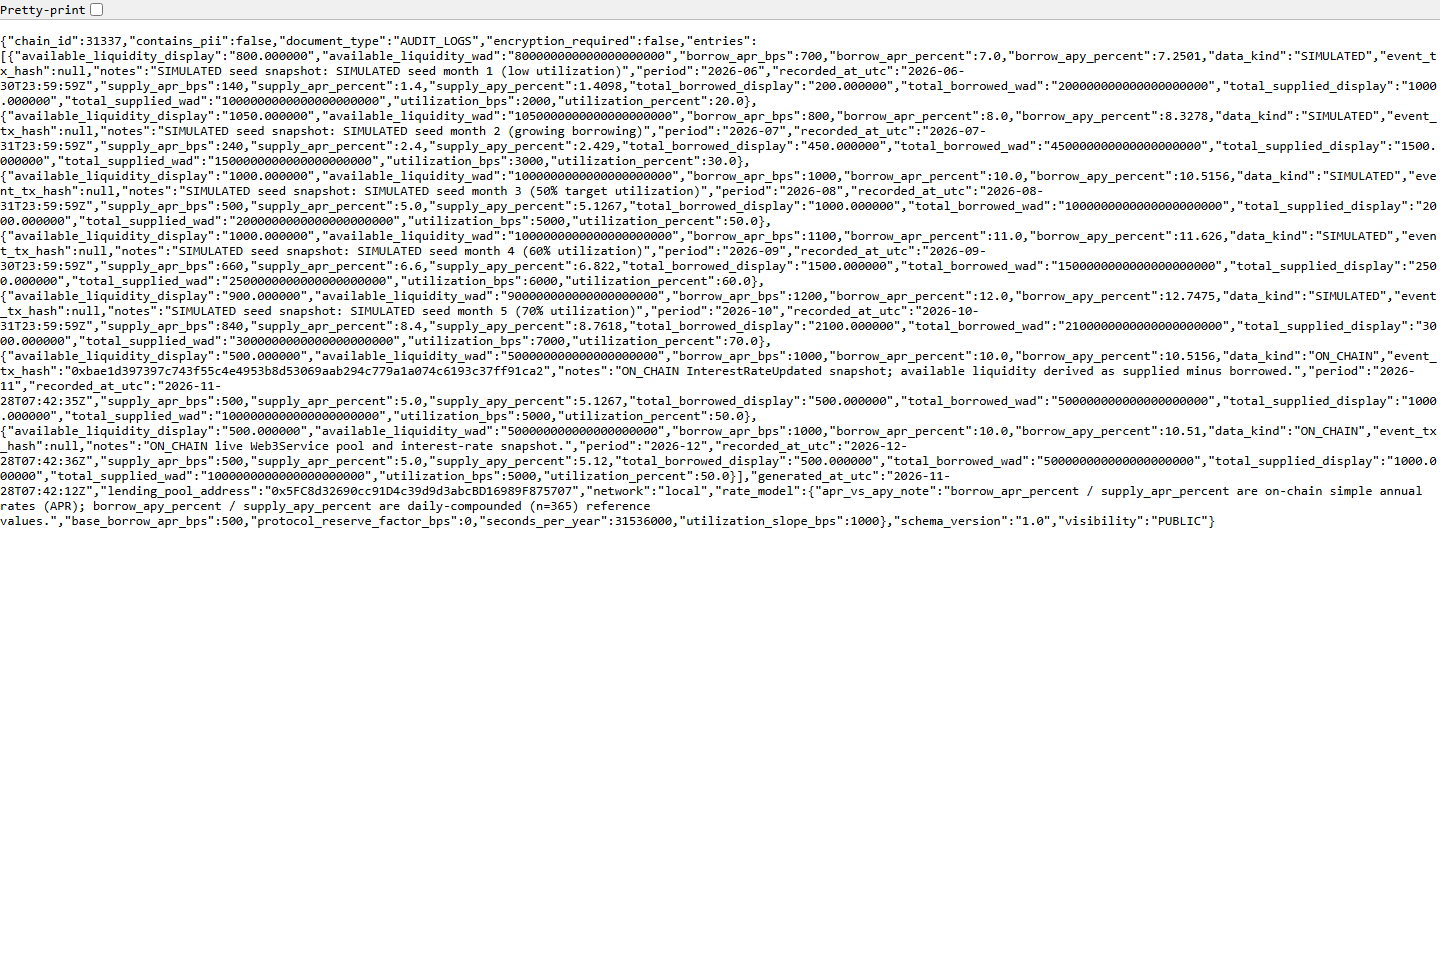 Pretty-print
{"chain_id":31337,"contains_pii":false,"document_type":"AUDIT_LOGS","encryption_required":false,"entries":
[{"available_liquidity_display":"800.000000","available_liquidity_wad":"800000000000000000000","borrow_apr_bps":700,"borrow_apr_percent":7.0,"borrow_apy_percent":7.2501,"data_kind":"SIMULATED","event_t
x_hash":null,"notes":"SIMULATED seed snapshot: SIMULATED seed month 1 (low utilization)","period":"2026-06","recorded_at_utc":"2026-06-
30T23:59:59Z","supply_apr_bps":140,"supply_apr_percent":1.4,"supply_apy_percent":1.4098,"total_borrowed_display":"200.000000","total_borrowed_wad":"200000000000000000000","total_supplied_display":"1000
.000000","total_supplied_wad":"1000000000000000000000","utilization_bps":2000,"utilization_percent":20.0},
{"available_liquidity_display":"1050.000000","available_liquidity_wad":"1050000000000000000000","borrow_apr_bps":800,"borrow_apr_percent":8.0,"borrow_apy_percent":8.3278,"data_kind":"SIMULATED","event_
tx_hash":null,"notes":"SIMULATED seed snapshot: SIMULATED seed month 2 (growing borrowing)","period":"2026-07","recorded_at_utc":"2026-07-
31T23:59:59Z","supply_apr_bps":240,"supply_apr_percent":2.4,"supply_apy_percent":2.429,"total_borrowed_display":"450.000000","total_borrowed_wad":"450000000000000000000","total_supplied_display":"1500.
000000","total_supplied_wad":"1500000000000000000000","utilization_bps":3000,"utilization_percent":30.0},
{"available_liquidity_display":"1000.000000","available_liquidity_wad":"1000000000000000000000","borrow_apr_bps":1000,"borrow_apr_percent":10.0,"borrow_apy_percent":10.5156,"data_kind":"SIMULATED","eve
nt_tx_hash":null,"notes":"SIMULATED seed snapshot: SIMULATED seed month 3 (50% target utilization)","period":"2026-08","recorded_at_utc":"2026-08-
31T23:59:59Z","supply_apr_bps":500,"supply_apr_percent":5.0,"supply_apy_percent":5.1267,"total_borrowed_display":"1000.000000","total_borrowed_wad":"1000000000000000000000","total_supplied_display":"20
00.000000","total_supplied_wad":"2000000000000000000000","utilization_bps":5000,"utilization_percent":50.0},
{"available_liquidity_display":"1000.000000","available_liquidity_wad":"1000000000000000000000","borrow_apr_bps":1100,"borrow_apr_percent":11.0,"borrow_apy_percent":11.626,"data_kind":"SIMULATED","even
t_tx_hash":null,"notes":"SIMULATED seed snapshot: SIMULATED seed month 4 (60% utilization)","period":"2026-09","recorded_at_utc":"2026-09-
30T23:59:59Z","supply_apr_bps":660,"supply_apr_percent":6.6,"supply_apy_percent":6.822,"total_borrowed_display":"1500.000000","total_borrowed_wad":"1500000000000000000000","total_supplied_display":"250
0.000000","total_supplied_wad":"2500000000000000000000","utilization_bps":6000,"utilization_percent":60.0},
{"available_liquidity_display":"900.000000","available_liquidity_wad":"900000000000000000000","borrow_apr_bps":1200,"borrow_apr_percent":12.0,"borrow_apy_percent":12.7475,"data_kind":"SIMULATED","event
_tx_hash":null,"notes":"SIMULATED seed snapshot: SIMULATED seed month 5 (70% utilization)","period":"2026-10","recorded_at_utc":"2026-10-
31T23:59:59Z","supply_apr_bps":840,"supply_apr_percent":8.4,"supply_apy_percent":8.7618,"total_borrowed_display":"2100.000000","total_borrowed_wad":"2100000000000000000000","total_supplied_display":"30
00.000000","total_supplied_wad":"3000000000000000000000","utilization_bps":7000,"utilization_percent":70.0},
{"available_liquidity_display":"500.000000","available_liquidity_wad":"500000000000000000000","borrow_apr_bps":1000,"borrow_apr_percent":10.0,"borrow_apy_percent":10.5156,"data_kind":"ON_CHAIN","event_
tx_hash":"0xbae1d397397c743f55c4e4953b8d53069aab294c779a1a074c6193c37ff91ca2","notes":"ON_CHAIN InterestRateUpdated snapshot; available liquidity derived as supplied minus borrowed.","period":"2026-
11","recorded_at_utc":"2026-11-
28T07:42:35Z","supply_apr_bps":500,"supply_apr_percent":5.0,"supply_apy_percent":5.1267,"total_borrowed_display":"500.000000","total_borrowed_wad":"500000000000000000000","total_supplied_display":"1000
.000000","total_supplied_wad":"1000000000000000000000","utilization_bps":5000,"utilization_percent":50.0},
{"available_liquidity_display":"500.000000","available_liquidity_wad":"500000000000000000000","borrow_apr_bps":1000,"borrow_apr_percent":10.0,"borrow_apy_percent":10.51,"data_kind":"ON_CHAIN","event_tx
_hash":null,"notes":"ON_CHAIN live Web3Service pool and interest-rate snapshot.","period":"2026-12","recorded_at_utc":"2026-12-
28T07:42:36Z","supply_apr_bps":500,"supply_apr_percent":5.0,"supply_apy_percent":5.12,"total_borrowed_display":"500.000000","total_borrowed_wad":"500000000000000000000","total_supplied_display":"1000.0
00000","total_supplied_wad":"1000000000000000000000","utilization_bps":5000,"utilization_percent":50.0}],"generated_at_utc":"2026-11-
28T07:42:12Z","lending_pool_address":"0x5FC8d32690cc91D4c39d9d3abcBD16989F875707","network":"local","rate_model":{"apr_vs_apy_note":"borrow_apr_percent / supply_apr_percent are on-chain simple annual
rates (APR); borrow_apy_percent / supply_apy_percent are daily-compounded (n=365) reference
values.","base_borrow_apr_bps":500,"protocol_reserve_factor_bps":0,"seconds_per_year":31536000,"utilization_slope_bps":1000},"schema_version":"1.0","visibility":"PUBLIC"}